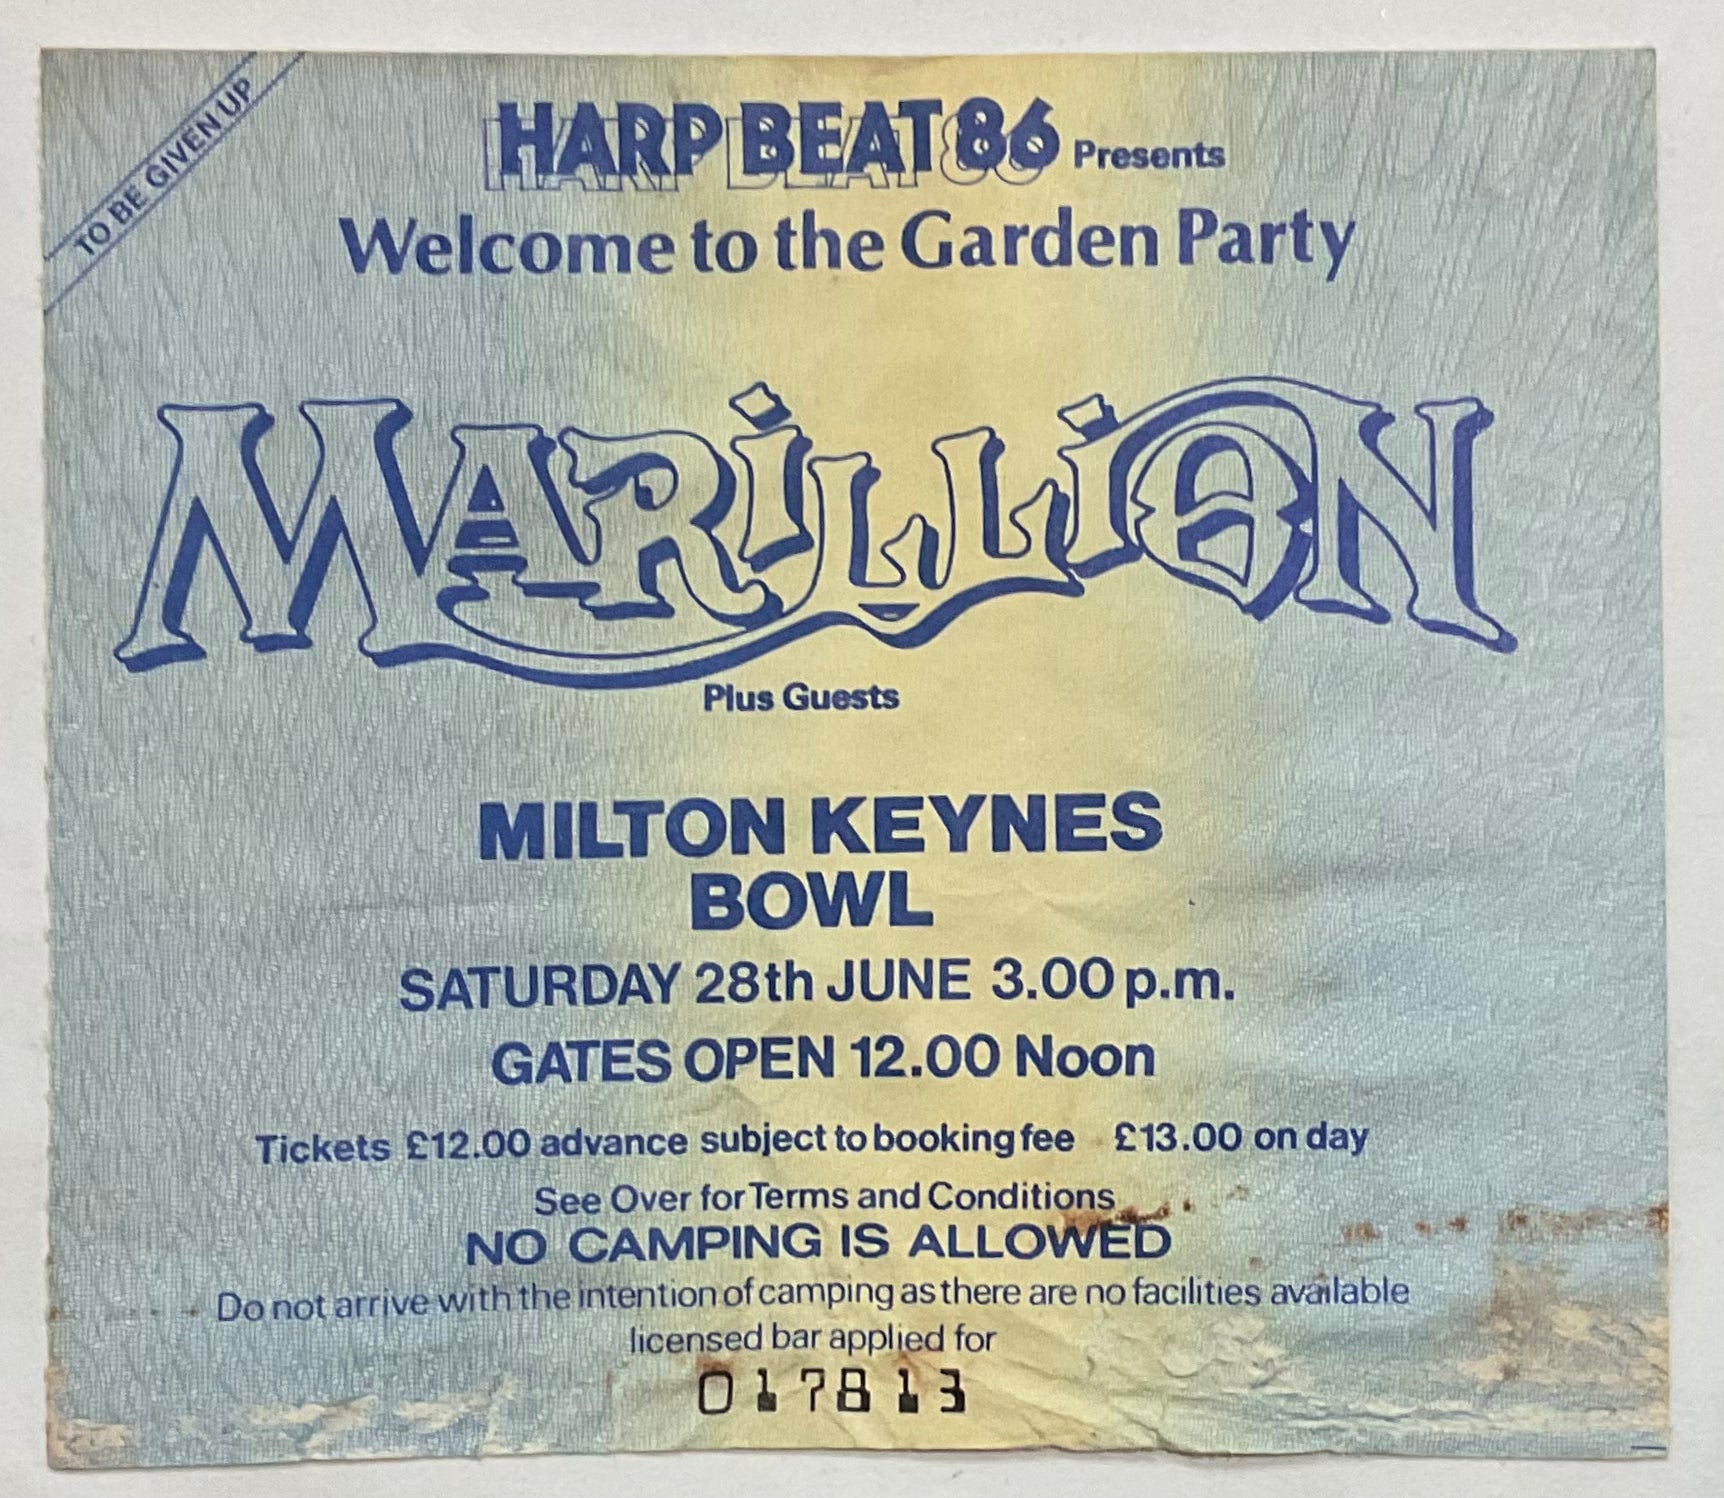 TO BE GIVEN UP
HARP BEAT 86 Presents
Welcome to the Garden Party
MARiLLiON
Plus Guests
MILTON KEYNES
BOWL
SATURDAY 28th JUNE 3.00 p.m.
GATES OPEN 12.00 Noon
Tickets £12.00 advance subject to booking fee £13.00 on day
See Over for Terms and Conditions
NO CAMPING IS ALLOWED
Do not arrive with the intention of camping as there are no facilities available
licensed bar applied for
017813